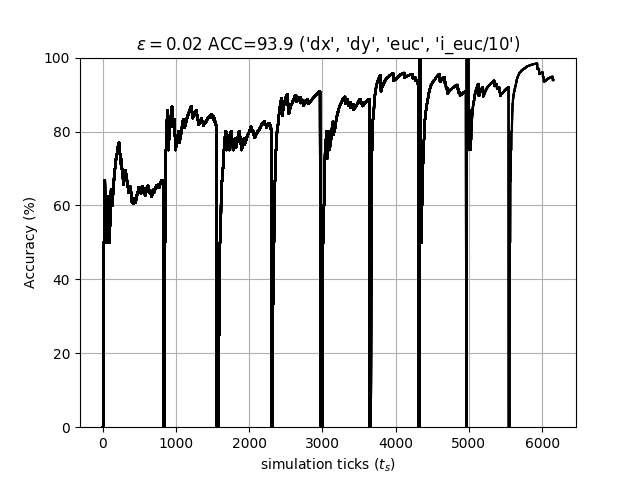 ε = 0.02 ACC=93.9 ('dx', 'dy', 'euc', 'i_euc/10')
100
80
60
40
20
0
Accuracy (%)
0 1000 2000 3000 4000 5000 6000
simulation ticks (tₛ)